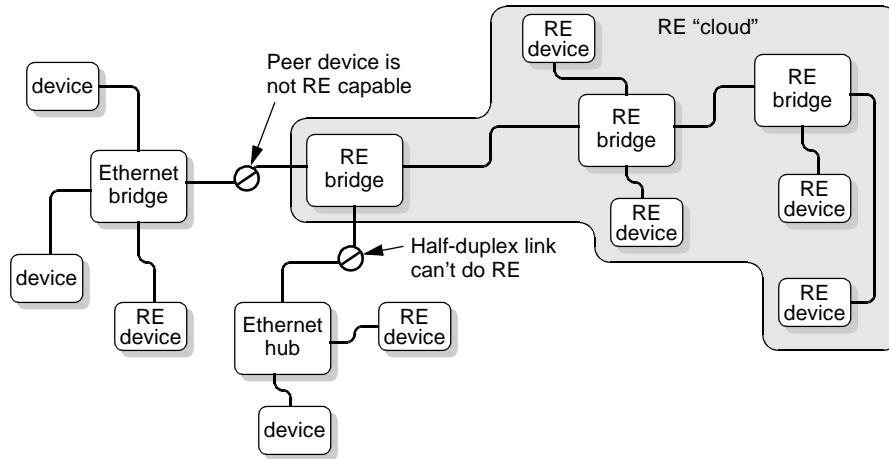 RE
device
RE “cloud”
Peer device is
not RE capable
device
RE
bridge
RE
bridge
RE
bridge
Ethernet
bridge
RE
device
RE
device
Half-duplex link
can't do RE
device
RE
device
Ethernet
hub
RE
device
RE
device
device